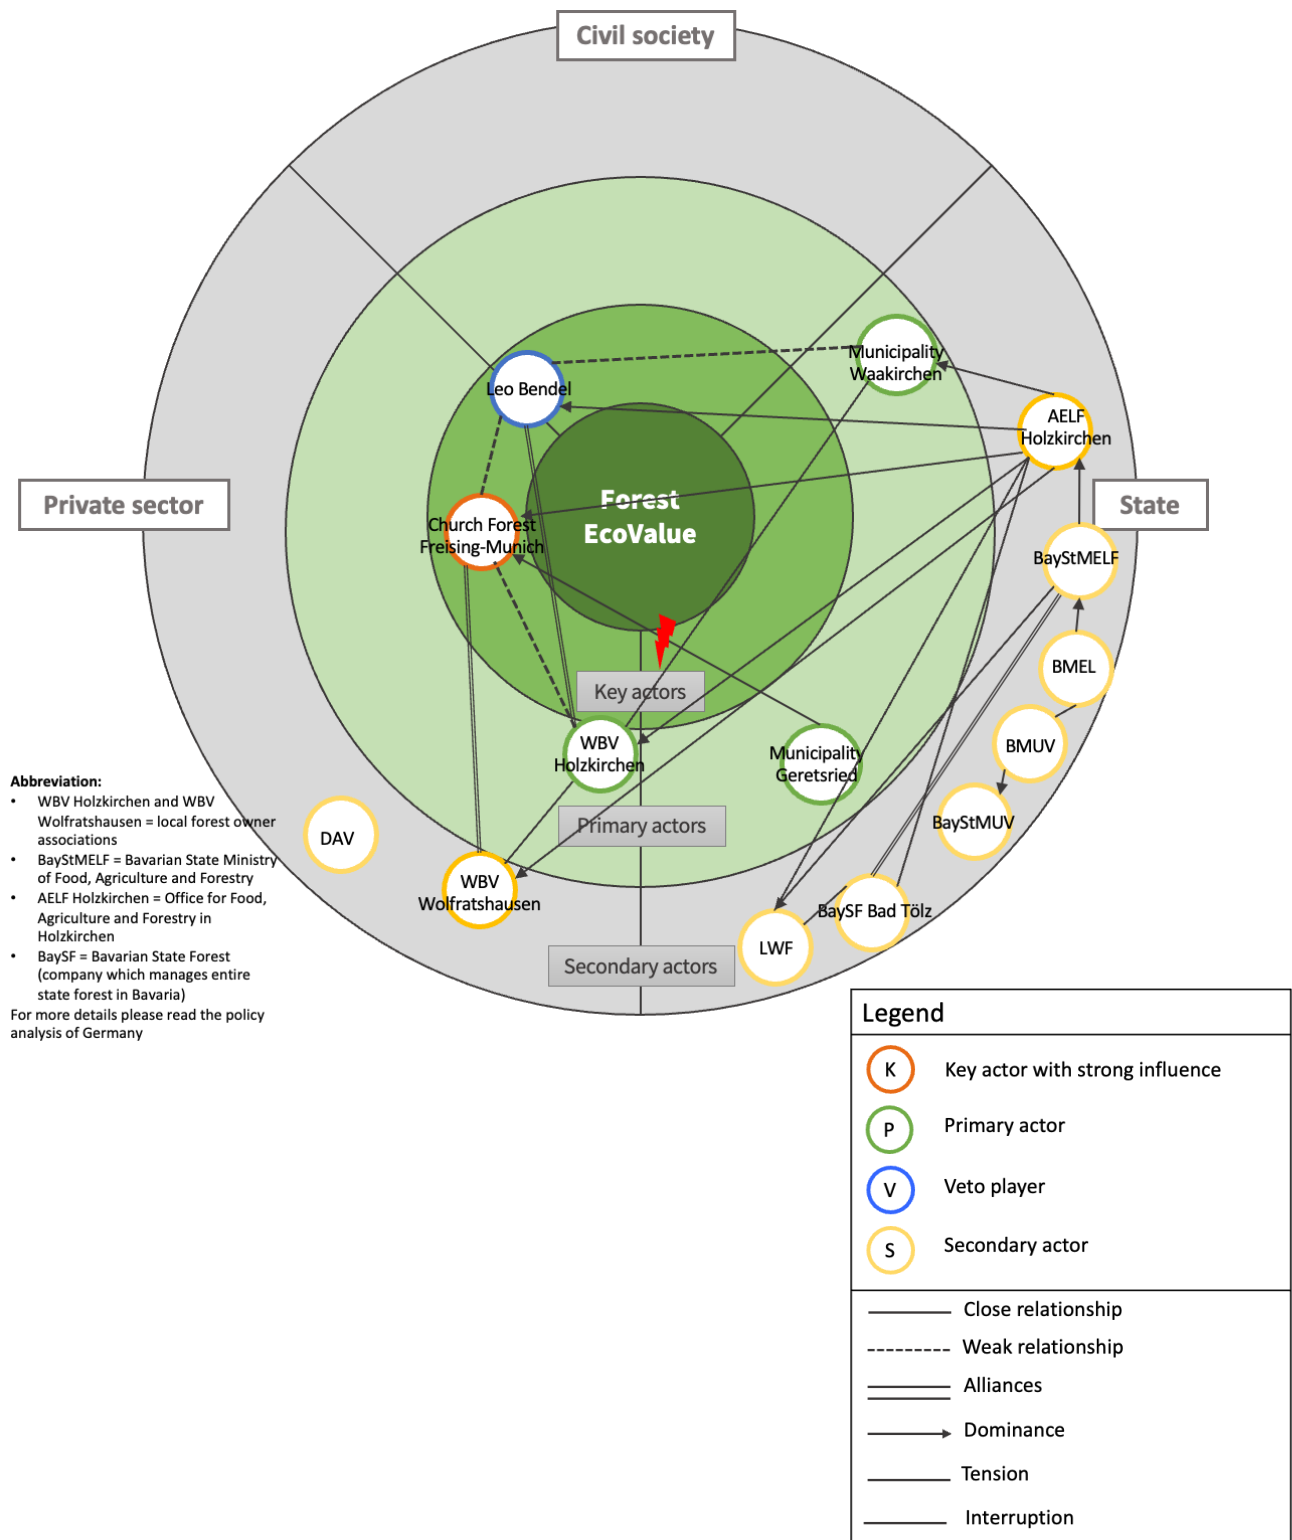 Civil society
Municipality
Waakirchen
Leo Bendel
AELF
Holzkirchen
Private sector
Forest
EcoValue
State
Church Forest
Freising-Munich
BayStMELF
BMEL
Key actors
WBV
Holzkirchen
Municipality
Geretsried
BMUV
Primary actors
BayStMUV
DAV
WBV
Wolfratshausen
BaySF Bad Tölz
LWF
Secondary actors
Abbreviation:
• WBV Holzkirchen and WBV
Wolfratshausen = local forest owner
associations
• BayStMELF = Bavarian State Ministry
of Food, Agriculture and Forestry
• AELF Holzkirchen = Office for Food,
Agriculture and Forestry in
Holzkirchen
• BaySF = Bavarian State Forest
(company which manages entire
state forest in Bavaria)
For more details please read the policy
analysis of Germany
Legend
K Key actor with strong influence
P Primary actor
V Veto player
S Secondary actor
Close relationship
Weak relationship
Alliances
Dominance
Tension
Interruption